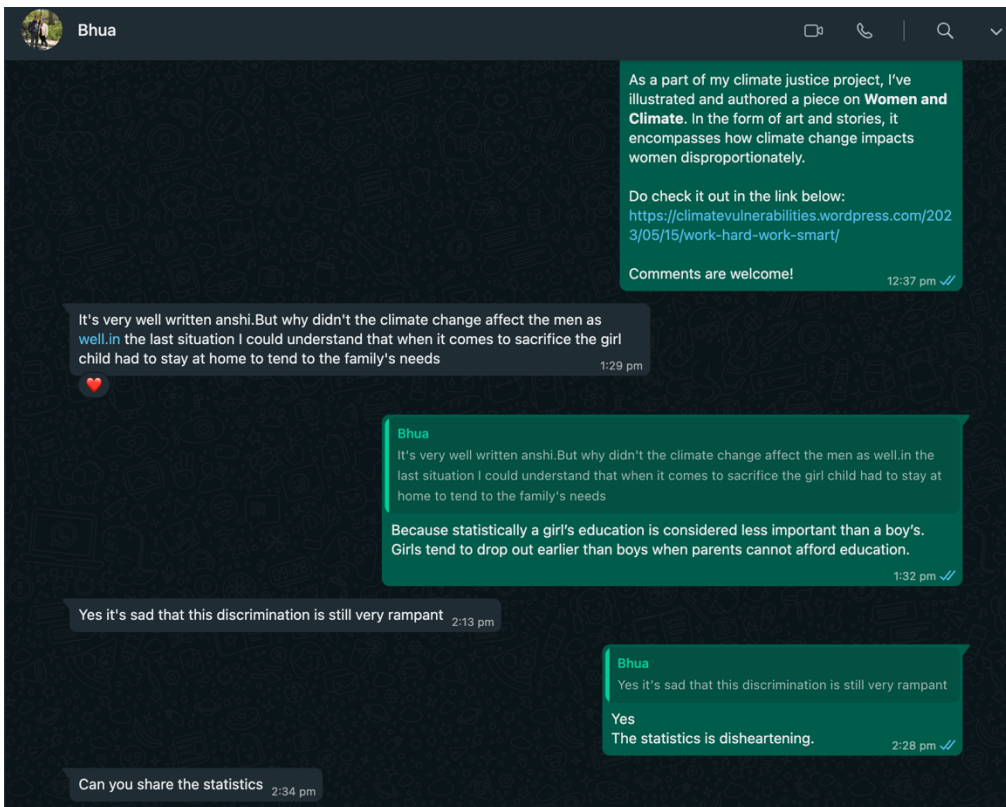 Bhua
As a part of my climate justice project, I've
illustrated and authored a piece on Women and
Climate. In the form of art and stories, it
encompasses how climate change impacts
women disproportionately.
Do check it out in the link below:
https://climatevulnerabilities.wordpress.com/202
3/05/15/work-hard-work-smart/
Comments are welcome!
12:37 pm
It's very well written anshi.But why didn't the climate change affect the men as
well.in the last situation I could understand that when it comes to sacrifice the girl
child had to stay at home to tend to the family's needs
1:29 pm
Bhua
It's very well written anshi.But why didn't the climate change affect the men as well.in the
last situation I could understand that when it comes to sacrifice the girl child had to stay at
home to tend to the family's needs
Because statistically a girl's education is considered less important than a boy's.
Girls tend to drop out earlier than boys when parents cannot afford education.
1:32 pm
Yes it's sad that this discrimination is still very rampant 2:13 pm
Bhua
Yes it's sad that this discrimination is still very rampant
Yes
The statistics is disheartening.
2:28 pm
Can you share the statistics 2:34 pm